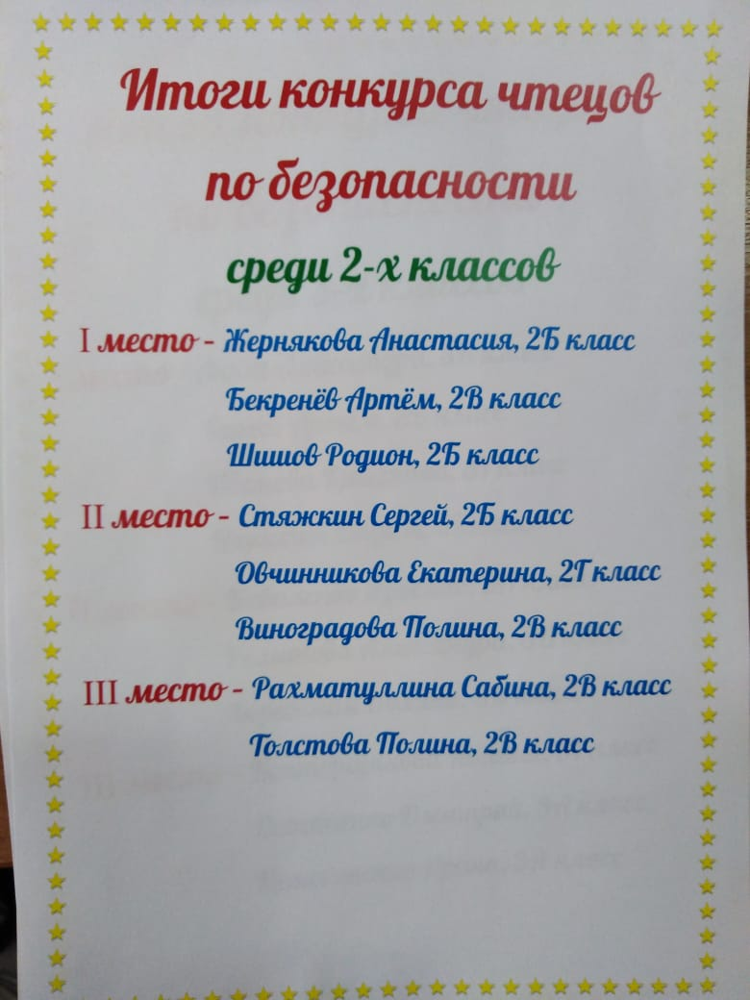 Итоги конкурса чтецов
по безопасности
среди 2-х классов
I место - Жернякова Анастасия, 2Б класс
Бекренёв Артём, 2В класс
Шишов Родион, 2Б класс
II место - Стяжкин Сергей, 2Б класс
Овчинникова Екатерина, 2Г класс
Виноградова Полина, 2В класс
III место - Рахматуллина Сабина, 2В класс
Толстова Полина, 2В класс